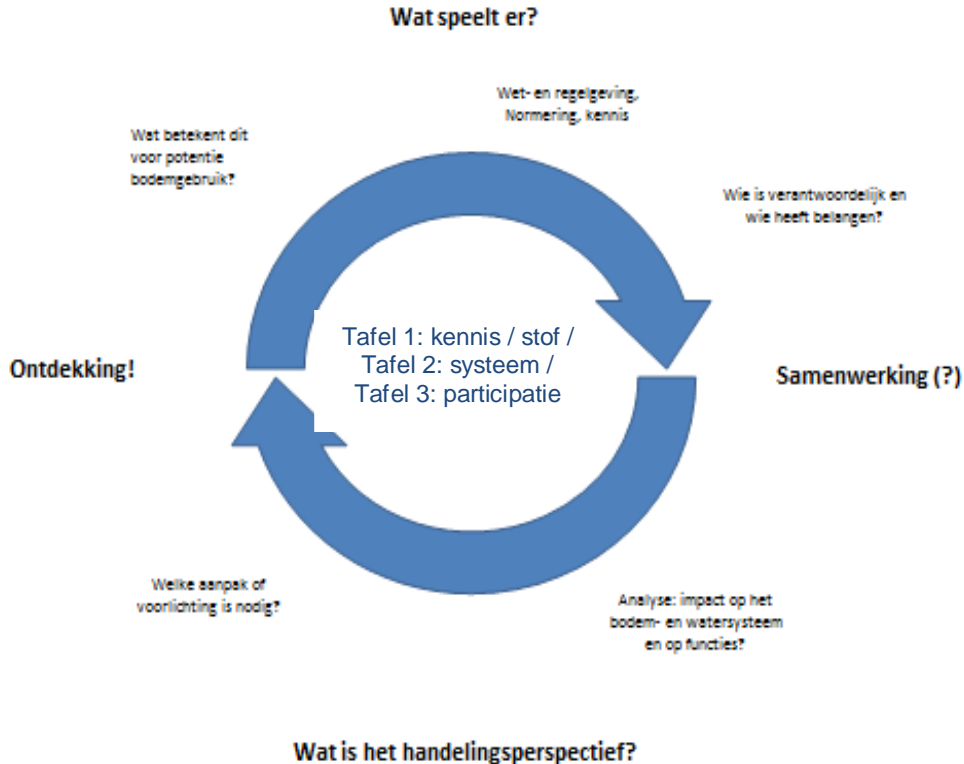 Wat speelt er?
Wet- en regelgeving,
Normering, kennis
Wat betekent dit
voor potentie
bodemgebruik?
Wie is verantwoordelijk en
wie heeft belangen?
Tafel 1: kennis / stof /
Tafel 2: systeem /
Tafel 3: participatie
Ontdekking!
Samenwerking (?)
Welke aanpak of
voorlichting is nodig?
Analyse: impact op het
bodem- en watersysteem
en op functies?
Wat is het handelingsperspectief?